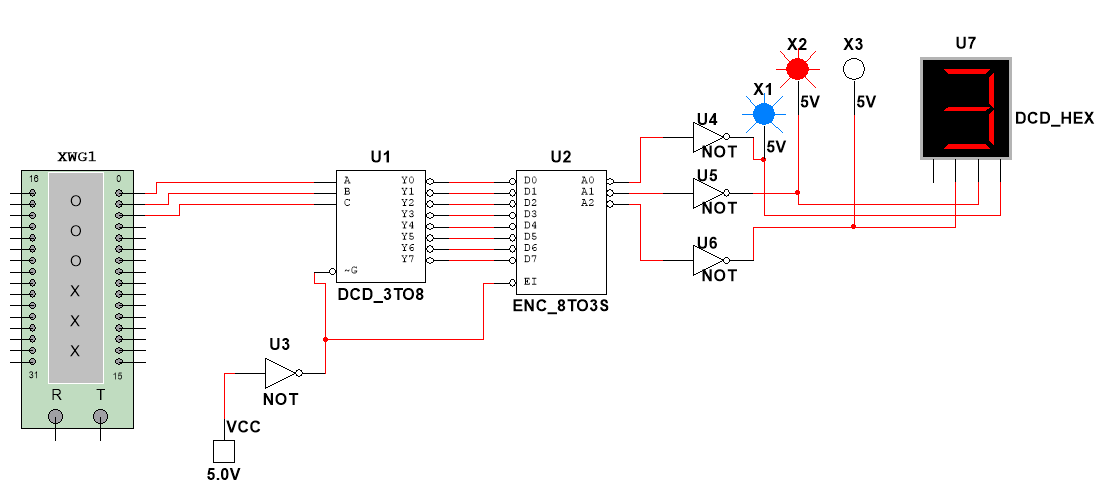 X2 X3 U7
X1
5V 5V
U4
DCD_HEX
NOT 5V
XWG1 U1 U2
16 0 A Y0 D0 A0 U5
O B Y1 D1 A1
C Y2 D2 A2 NOT
O Y3 D3
Y4 D4
Y5 D5 U6
O Y6 D6
Y7 D7
~G NOT
X EI
DCD_3TO8 ENC_8TO3S
X
U3
X
31 15
R T NOT
VCC
5.0V
3